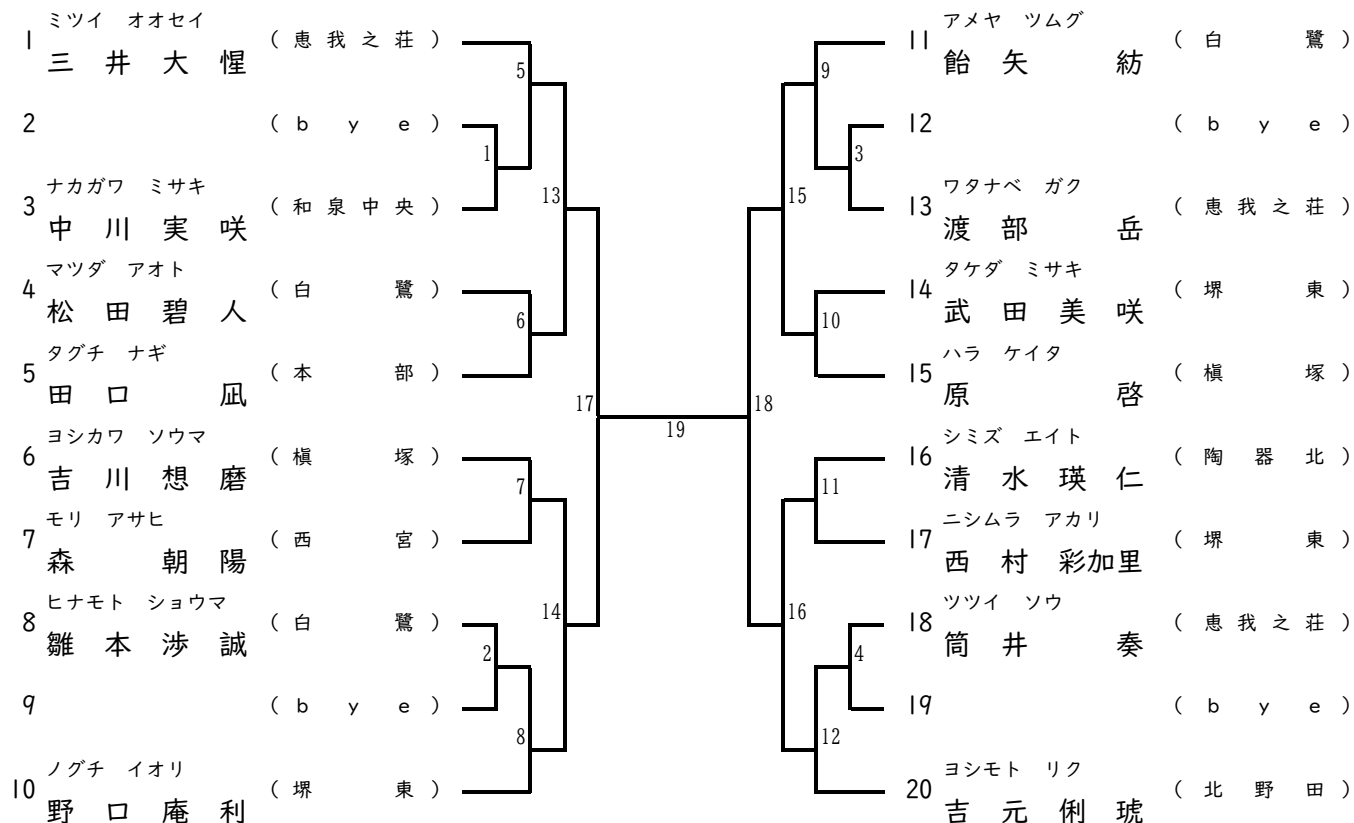 ミツイ オオセイ
1 三井大惺 (恵我之荘)
2 (bye)
ナカガワ ミサキ
3 中川実咲 (和泉中央)
マツダ アオト
4 松田碧人 (白鷺)
タグチ ナギ
5 田口凪 (本部)
ヨシカワ ソウマ
6 吉川想磨 (槇塚)
モリ アサヒ
7 森朝陽 (西宮)
ヒナモト ショウマ
8 雛本渉誠 (白鷺)
9 (bye)
ノグチ イオリ
10 野口庵利 (堺東)
5
1
13
6
17
7
14
2
8
19
9
3
15
10
18
11
16
4
12
アメヤ ツムグ
11 飴矢紡 (白鷺)
12 (bye)
ワタナベ ガク
13 渡部岳 (恵我之荘)
タケダ ミサキ
14 武田美咲 (堺東)
ハラ ケイタ
15 原啓 (槇塚)
シミズ エイト
16 清水瑛仁 (陶器北)
ニシムラ アカリ
17 西村彩加里 (堺東)
ツツイ ソウ
18 筒井奏 (恵我之荘)
19 (bye)
ヨシモト リク
20 吉元俐琥 (北野田)